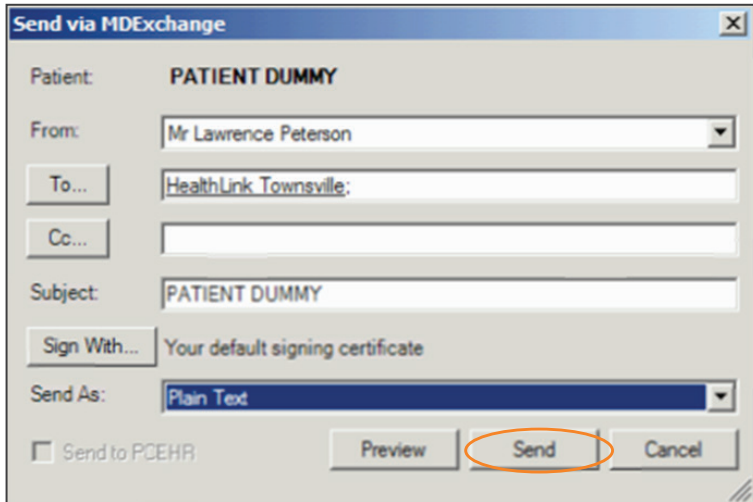 Send via MDExchange
Patient: PATIENT DUMMY
From: Mr Lawrence Peterson
To... HealthLink Townsville;
Cc...
Subject: PATIENT DUMMY
Sign With... Your default signing certificate
Send As: Plain Text
Send to PCEHR Preview Send Cancel